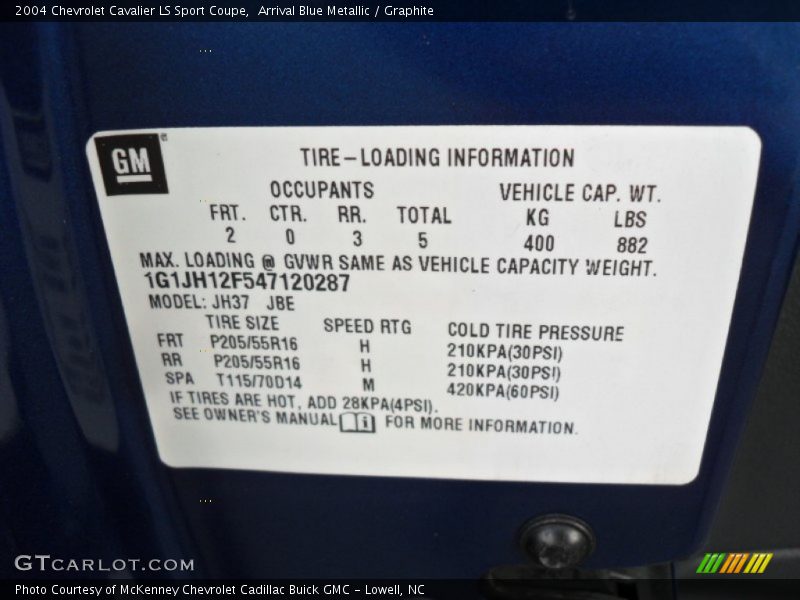 2004 Chevrolet Cavalier LS Sport Coupe,  Arrival Blue Metallic / Graphite
GM®
TIRE–LOADING INFORMATION
OCCUPANTS VEHICLE CAP. WT.
FRT. CTR. RR. TOTAL KG LBS
2 0 3 5 400 882
MAX. LOADING @ GVWR SAME AS VEHICLE CAPACITY WEIGHT.
1G1JH12F547120287
MODEL: JH37 JBE
TIRE SIZE SPEED RTG COLD TIRE PRESSURE
FRT P205/55R16 H 210KPA(30PSI)
RR P205/55R16 H 210KPA(30PSI)
SPA T115/70D14 M 420KPA(60PSI)
IF TIRES ARE HOT, ADD 28KPA(4PSI).
SEE OWNER'S MANUAL i FOR MORE INFORMATION.
GTCARLOT.COM
Photo Courtesy of McKenney Chevrolet Cadillac Buick GMC – Lowell, NC